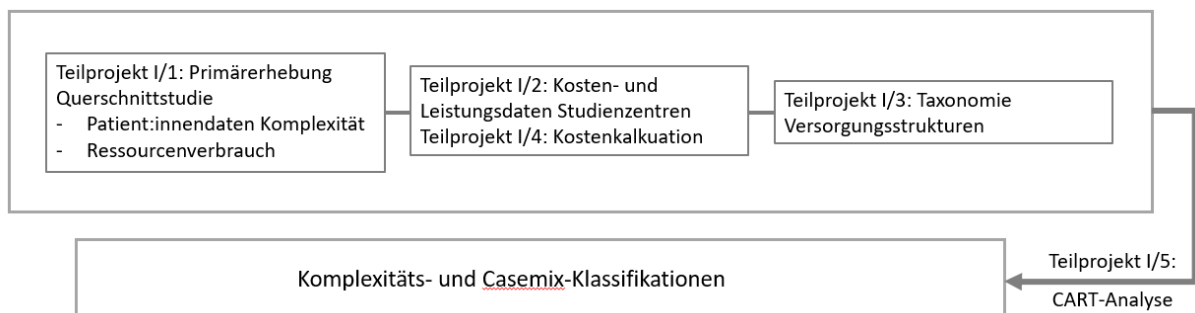 Teilprojekt I/1: Primärerhebung
Querschnittstudie
- Patient:innendaten Komplexität
- Ressourcenverbrauch
Teilprojekt I/2: Kosten- und
Leistungsdaten Studienzentren
Teilprojekt I/4: Kostenkalkuation
Teilprojekt I/3: Taxonomie
Versorgungsstrukturen
Komplexitäts- und Casemix-Klassifikationen
Teilprojekt I/5:
CART-Analyse